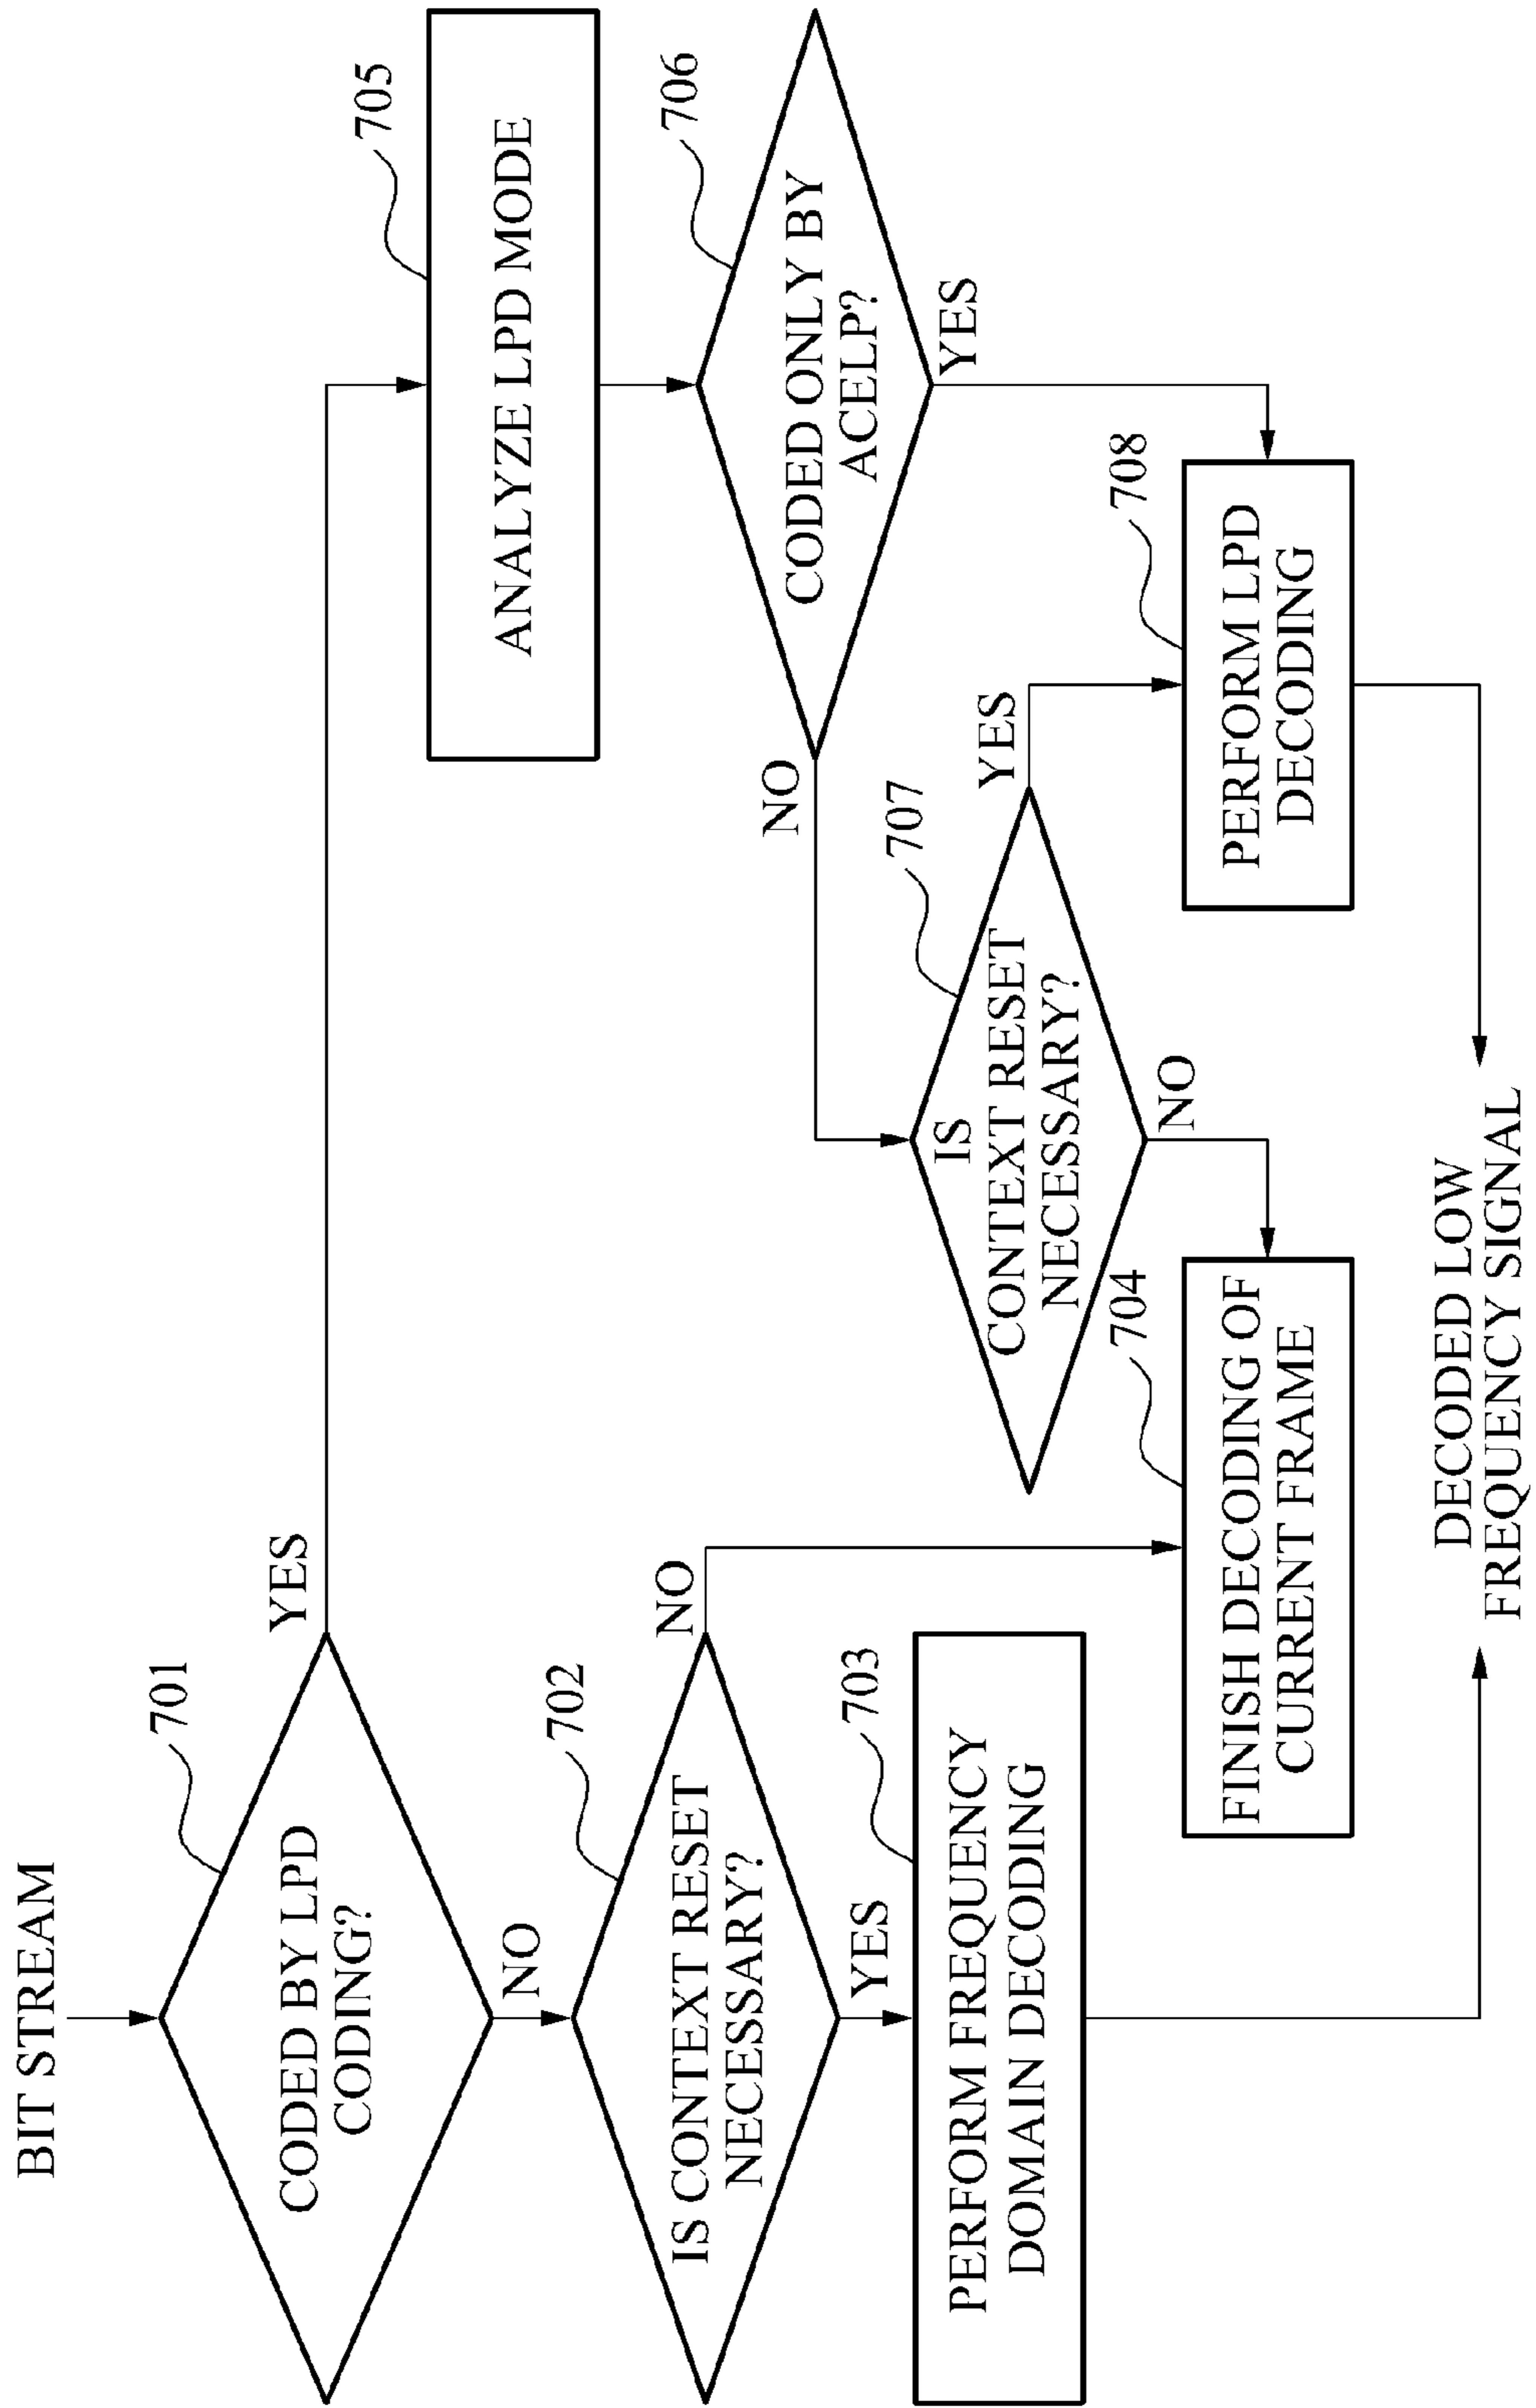 BIT STREAM
701
CODED BY LPD
CODING?
YES
NO
702
IS CONTEXT RESET
NECESSARY?
NO
YES
703
PERFORM FREQUENCY
DOMAIN DECODING
704
FINISH DECODING OF
CURRENT FRAME
705
ANALYZE LPD MODE
706
CODED ONLY BY
ACELP?
NO
YES
707
IS
CONTEXT RESET
NECESSARY?
YES
NO
708
PERFORM LPD
DECODING
DECODED LOW
FREQUENCY SIGNAL